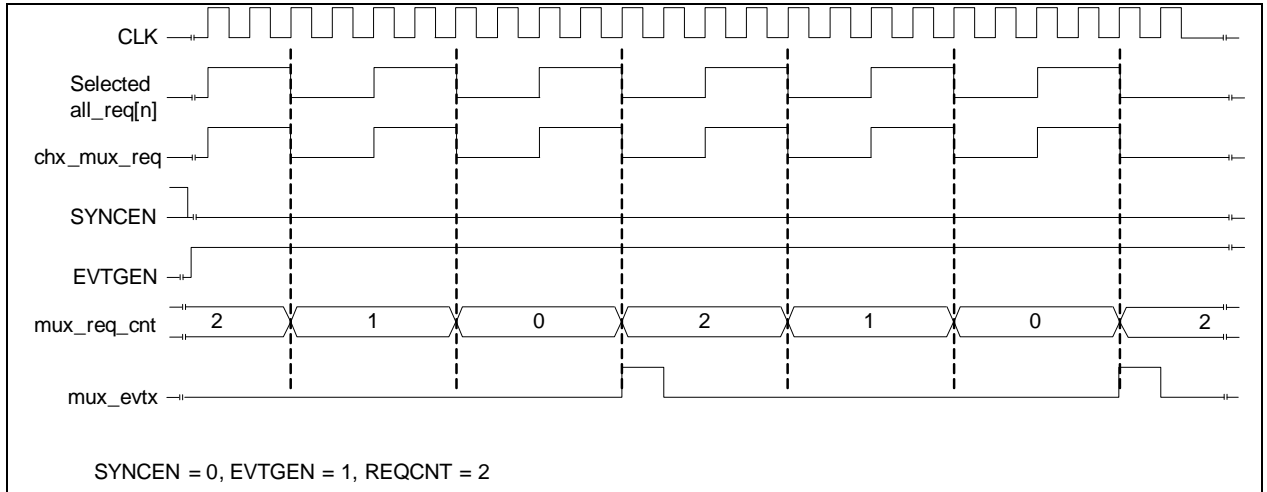 CLK
Selected
all_req[n]
chx_mux_req
SYNCEN
EVTGEN
mux_req_cnt 2 1 0 2 1 0 2
mux_evtx
SYNCEN = 0, EVTGEN = 1, REQCNT = 2